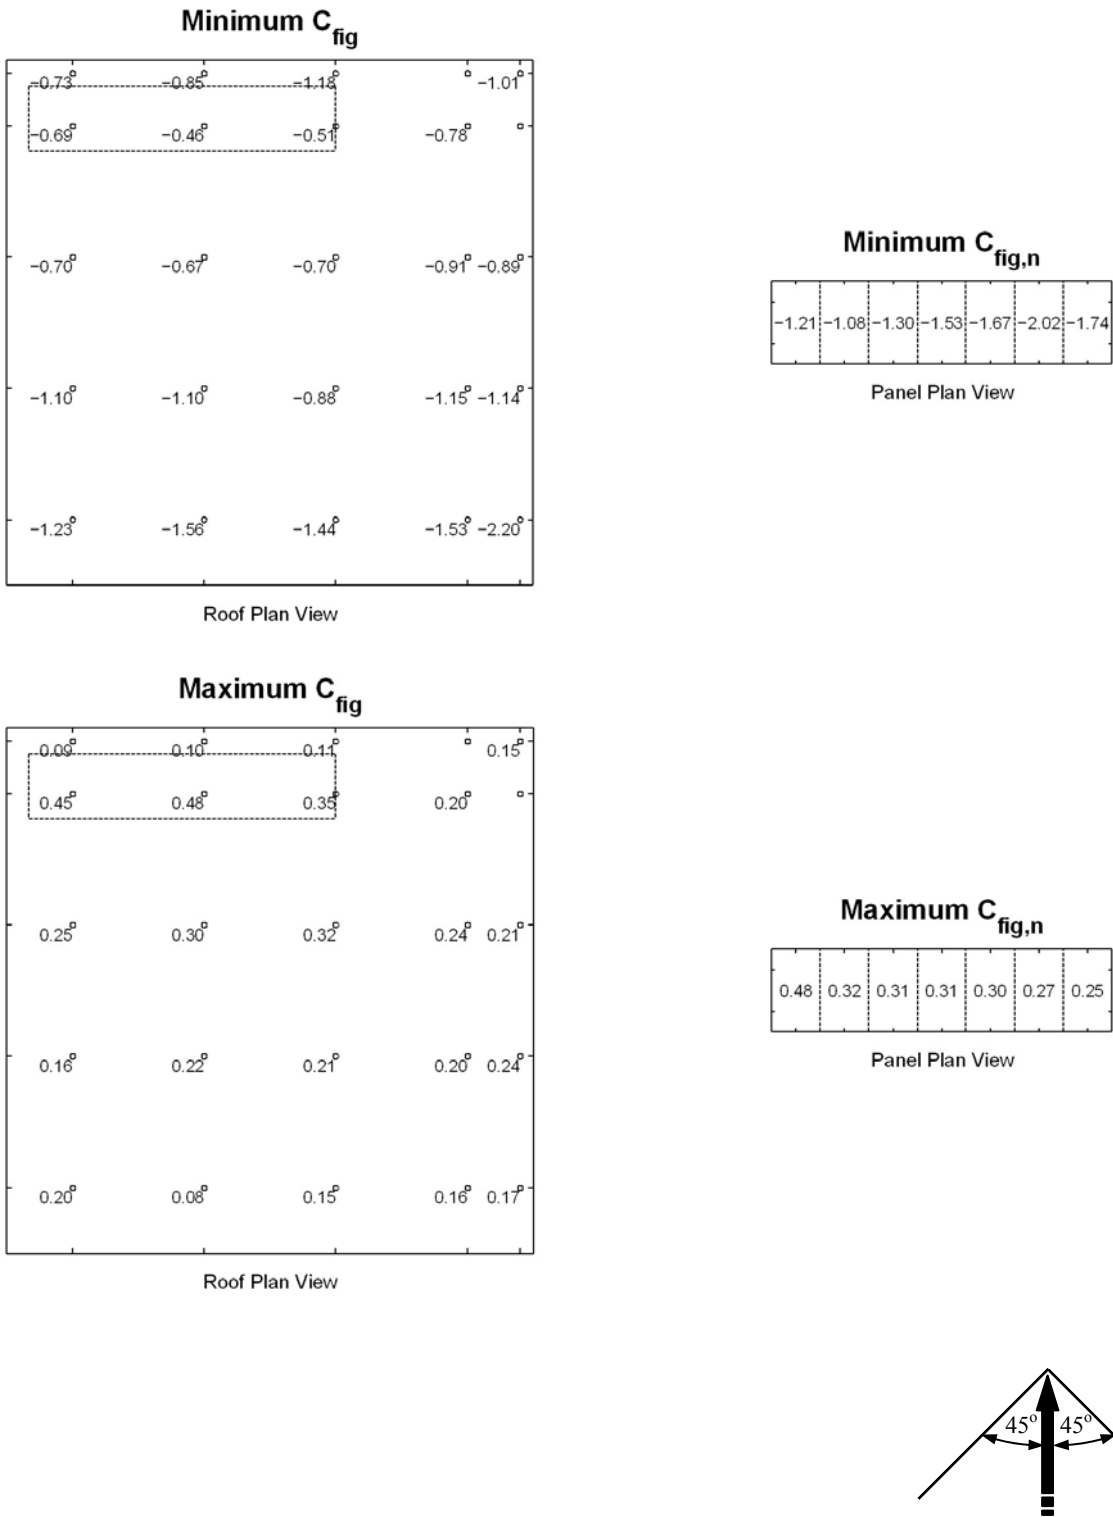 Minimum Cfig
−0.73 −0.85 −1.18 −1.01
−0.69 −0.46 −0.51 −0.78
−0.70 −0.67 −0.70 −0.91 −0.89
−1.10 −1.10 −0.88 −1.15 −1.14
−1.23 −1.56 −1.44 −1.53 −2.20
Roof Plan View
Minimum Cfig,n
−1.21 −1.08 −1.30 −1.53 −1.67 −2.02 −1.74
Panel Plan View
Maximum Cfig
0.09 0.10 0.11 0.15
0.45 0.48 0.35 0.20
0.25 0.30 0.32 0.24 0.21
0.16 0.22 0.21 0.20 0.24
0.20 0.08 0.15 0.16 0.17
Roof Plan View
Maximum Cfig,n
0.48 0.32 0.31 0.31 0.30 0.27 0.25
Panel Plan View
45° 45°